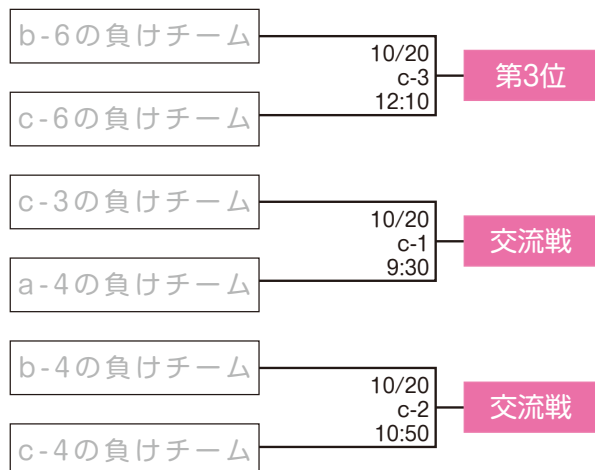 b-6の負けチーム
10/20
c-3
12:10
第3位
c-6の負けチーム
c-3の負けチーム
10/20
c-1
9:30
交流戦
a-4の負けチーム
b-4の負けチーム
10/20
c-2
10:50
交流戦
c-4の負けチーム